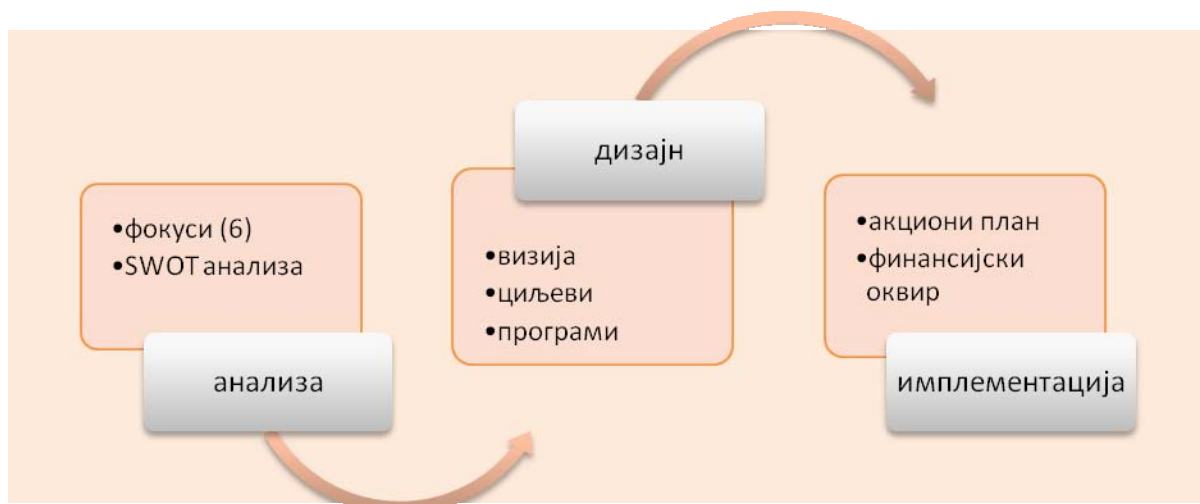 •фокуси (6)
•SWOT анализа
анализа
дизајн
•визија
•циљеви
•програми
•акциони план
•финансијски
оквир
имплементација